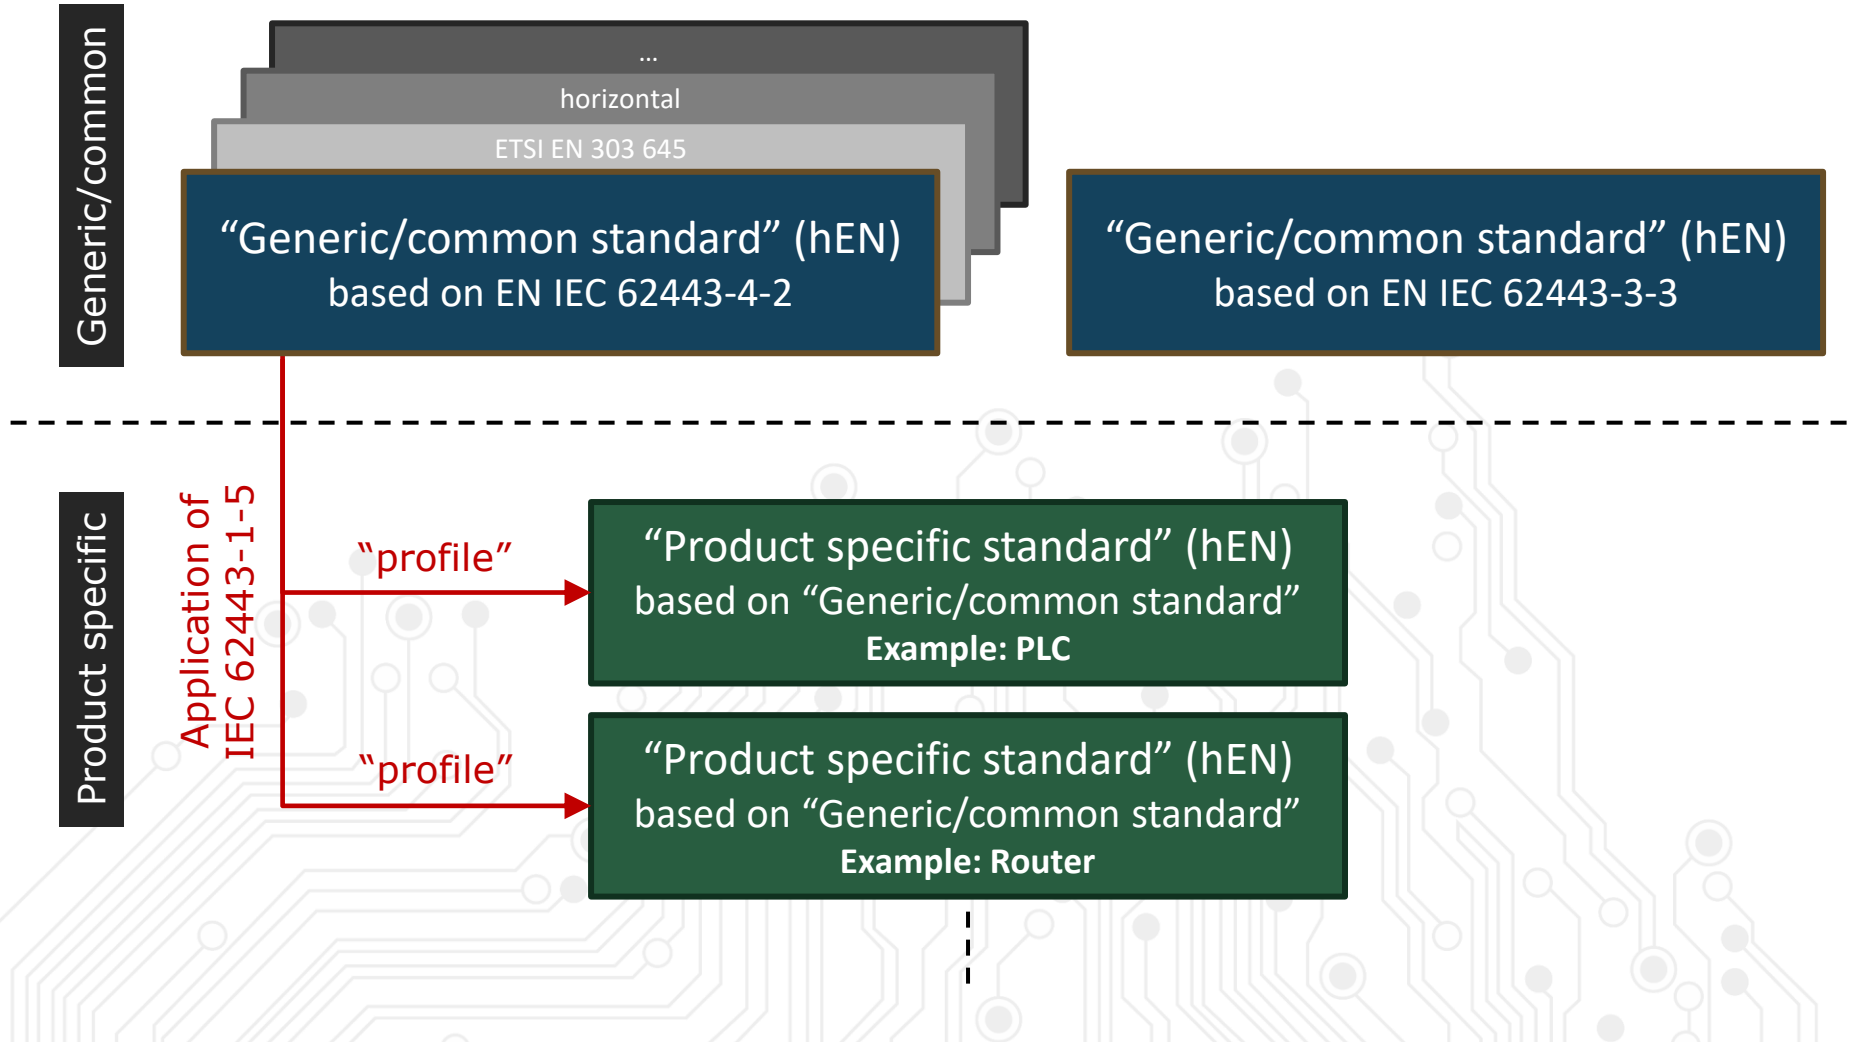 Generic/common
…
horizontal
ETSI EN 303 645
“Generic/common standard” (hEN)
based on EN IEC 62443-4-2
“Generic/common standard” (hEN)
based on EN IEC 62443-3-3
Product specific
Application of
IEC 62443-1-5
“profile”
“Product specific standard” (hEN)
based on “Generic/common standard”
Example: PLC
“profile”
“Product specific standard” (hEN)
based on “Generic/common standard”
Example: Router